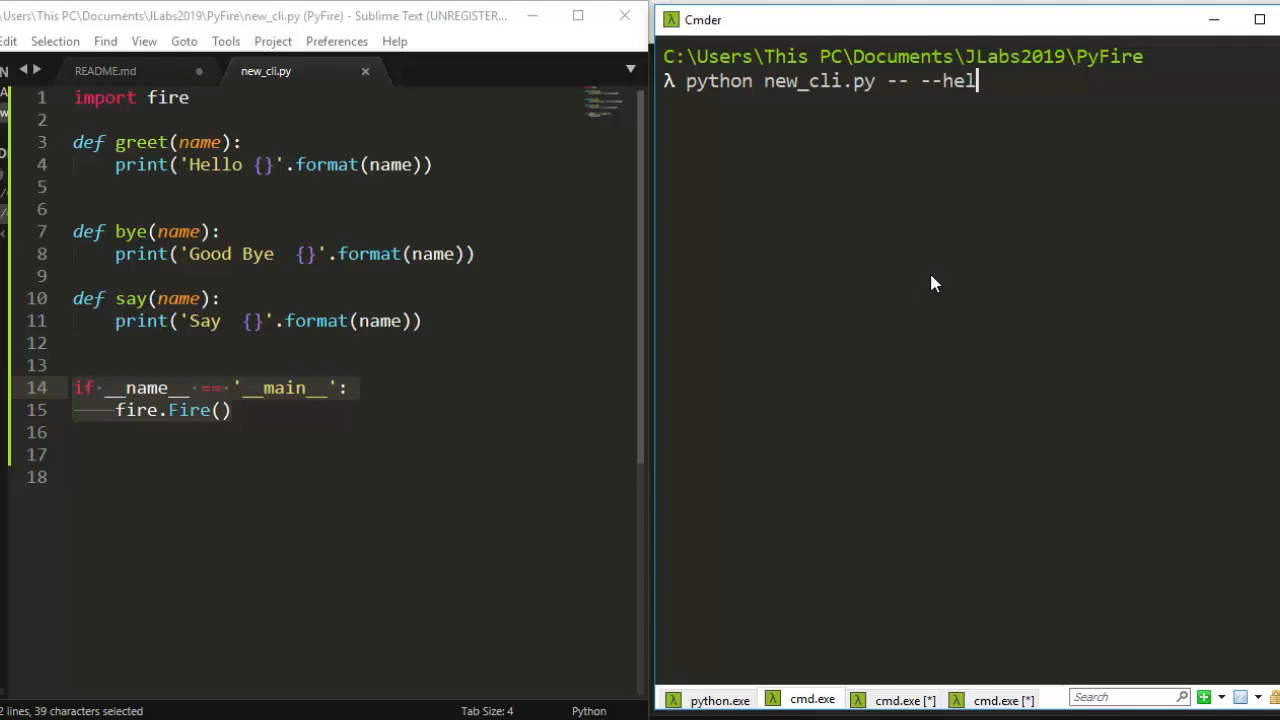 \Users\This PC\Documents\JLabs2019\PyFire\new_cli.py (PyFire) - Sublime Text (UNREGISTER...
Edit Selection Find View Goto Tools Project Preferences Help
README.md new_cli.py
1 import fire
2
3 def greet(name):
4 print('Hello {}'.format(name))
5
6
7 def bye(name):
8 print('Good Bye  {}'.format(name))
9
10 def say(name):
11 print('Say  {}'.format(name))
12
13
14 if __name__ == '__main__':
15 fire.Fire()
16
17
18
2 lines, 39 characters selected Tab Size: 4 Python
λ Cmder
C:\Users\This PC\Documents\JLabs2019\PyFire
λ python new_cli.py -- --hel
λ python.exe λ cmd.exe λ cmd.exe [*] λ cmd.exe [*] Search